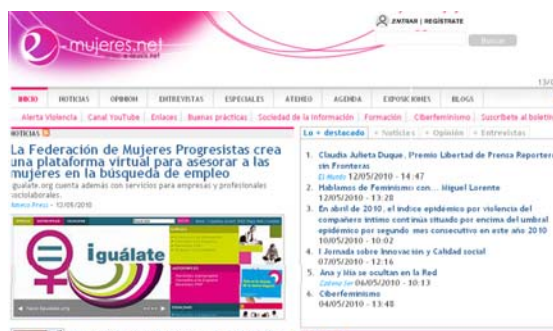 ENTRAR | REGÍSTRATE
e-mujeres.net
Buscar
INICIO NOTICIAS OPINION ENTREVISTAS ESPECIALES ATENEO AGENDA EXPOSICIONES BLOGS
Alerta Violencia Canal YouTube Enlaces Buenas prácticas Sociedad de la Información Formación Ciberfeminismo Suscríbete al boletín
NOTICIAS
La Federación de Mujeres Progresistas crea
una plataforma virtual para asesorar a las
mujeres en la búsqueda de empleo
igualate.org cuenta además con servicios para empresas y profesionales
sociolaborales.
Press - 12/05/2010
iguálate
Lo + destacado + Noticias + Opinión + Entrevistas
1. Claudia Julieta Duque, Premio Libertad de Prensa Reporteros
sin Fronteras
El Mundo 12/05/2010 - 14:47
2. Hablamos de Feminismo con... Miguel Lorente
12/05/2010 - 13:28
3. En abril de 2010, el índice epidémico por violencia del
compañero íntimo continúa situado por encima del umbral
epidémico por segundo mes consecutivo en este año 2010
10/05/2010 - 10:02
4. I Jornada sobre Innovación y Calidad social
07/05/2010 - 12:16
5. Ana y Mia se ocultan en la Red
06/05/2010 - 10:13
6. Ciberfeminismo
04/05/2010 - 13:48